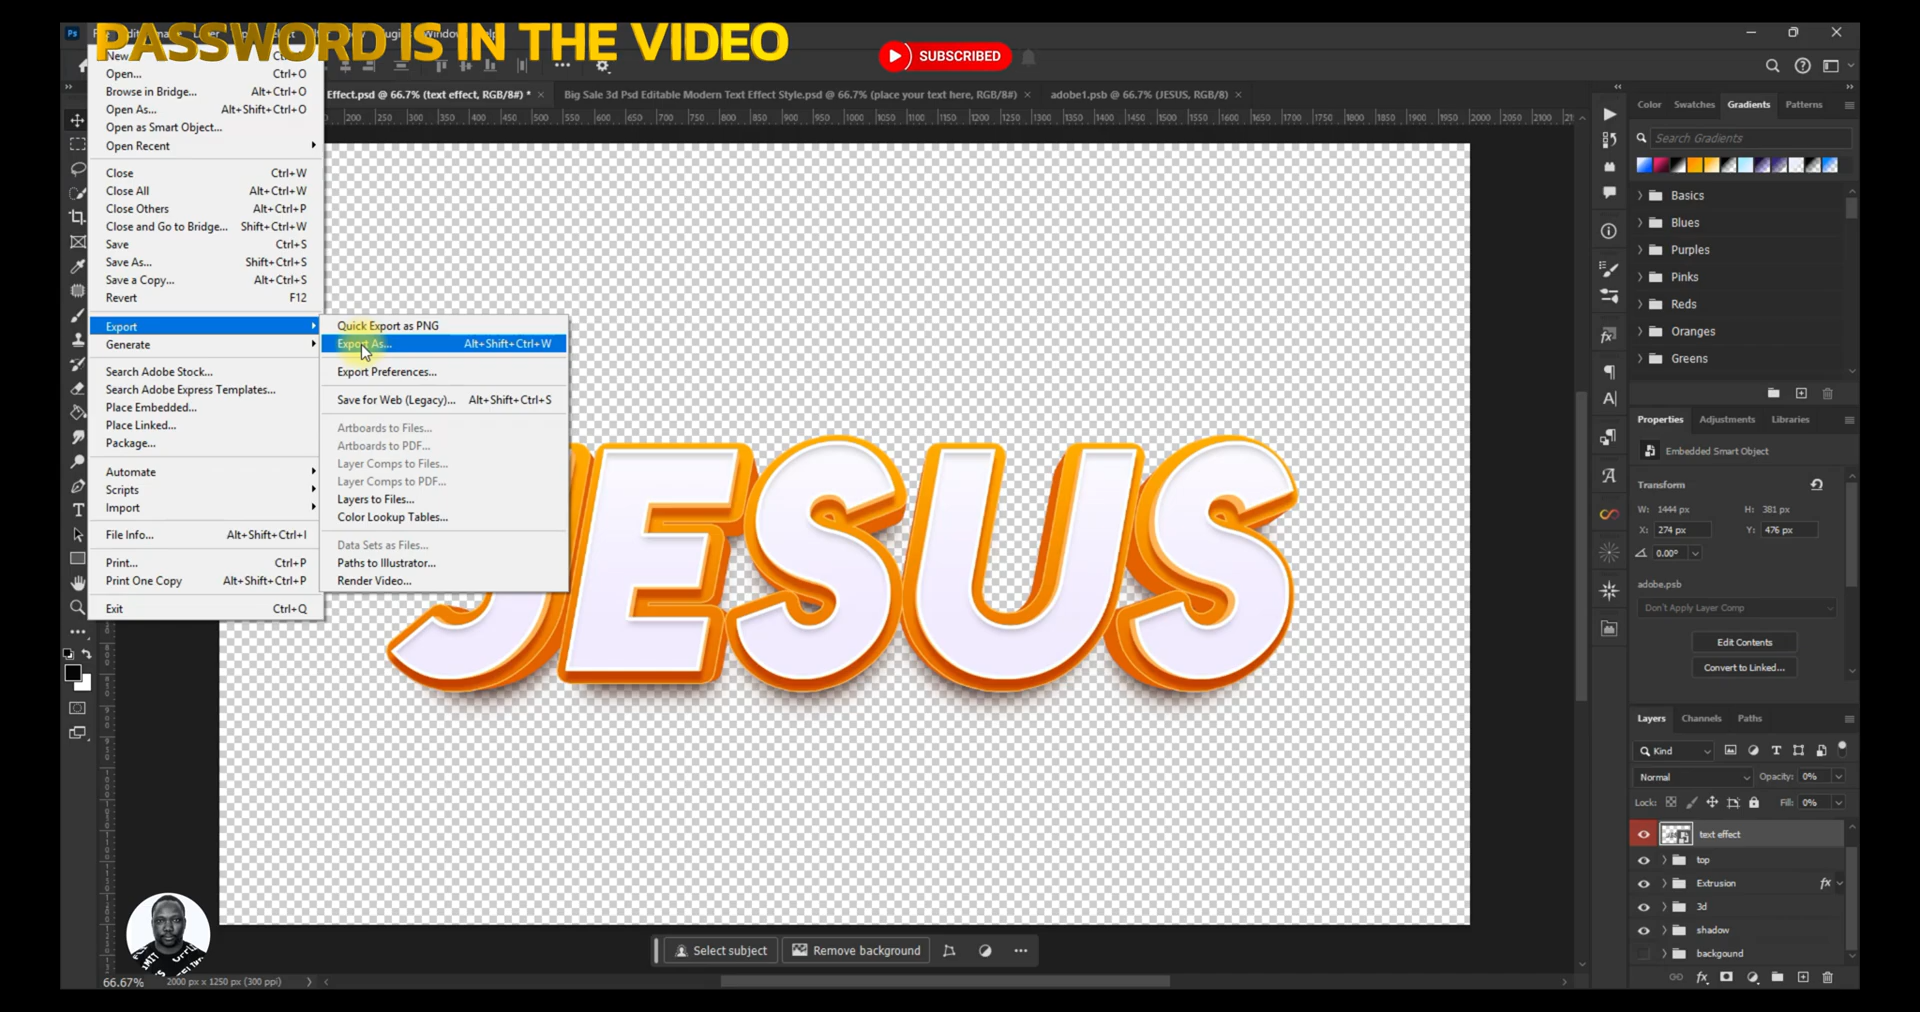 PASSWORD IS IN THE VIDEO
SUBSCRIBED
Effect.psd @ 66.7% (text effect, RGB/8#) *
Big Sale 3d Psd Editable Modern Text Effect Style.psd @ 66.7% (place your text here, RGB/8#)
adobe1.psb @ 66.7% (JESUS, RGB/8)
New...
Open... Ctrl+O
Browse in Bridge... Alt+Ctrl+O
Open As... Alt+Shift+Ctrl+O
Open as Smart Object...
Open Recent
Close Ctrl+W
Close All Alt+Ctrl+W
Close Others Alt+Ctrl+P
Close and Go to Bridge... Shift+Ctrl+W
Save Ctrl+S
Save As... Shift+Ctrl+S
Save a Copy... Alt+Ctrl+S
Revert F12
Export
Generate
Search Adobe Stock...
Search Adobe Express Templates...
Place Embedded...
Place Linked...
Package...
Automate
Scripts
Import
File Info... Alt+Shift+Ctrl+I
Print... Ctrl+P
Print One Copy Alt+Shift+Ctrl+P
Exit Ctrl+Q
Quick Export as PNG
Export As... Alt+Shift+Ctrl+W
Export Preferences...
Save for Web (Legacy)... Alt+Shift+Ctrl+S
Artboards to Files...
Artboards to PDF...
Layer Comps to Files...
Layer Comps to PDF...
Layers to Files...
Color Lookup Tables...
Data Sets as Files...
Paths to Illustrator...
Render Video...
JESUS
Select subject
Remove background
66.67%
2000 px x 1250 px (300 ppi)
Color Swatches Gradients Patterns
Search Gradients
Basics
Blues
Purples
Pinks
Reds
Oranges
Greens
Properties Adjustments Libraries
Embedded Smart Object
Transform
W: 1444 px H: 381 px
X: 274 px Y: 476 px
0.00°
adobe.psb
Don't Apply Layer Comp
Edit Contents
Convert to Linked...
Layers Channels Paths
Kind
Normal Opacity: 0%
Lock: Fill: 0%
text effect
top
Extrusion fx
3d
shadow
backgound